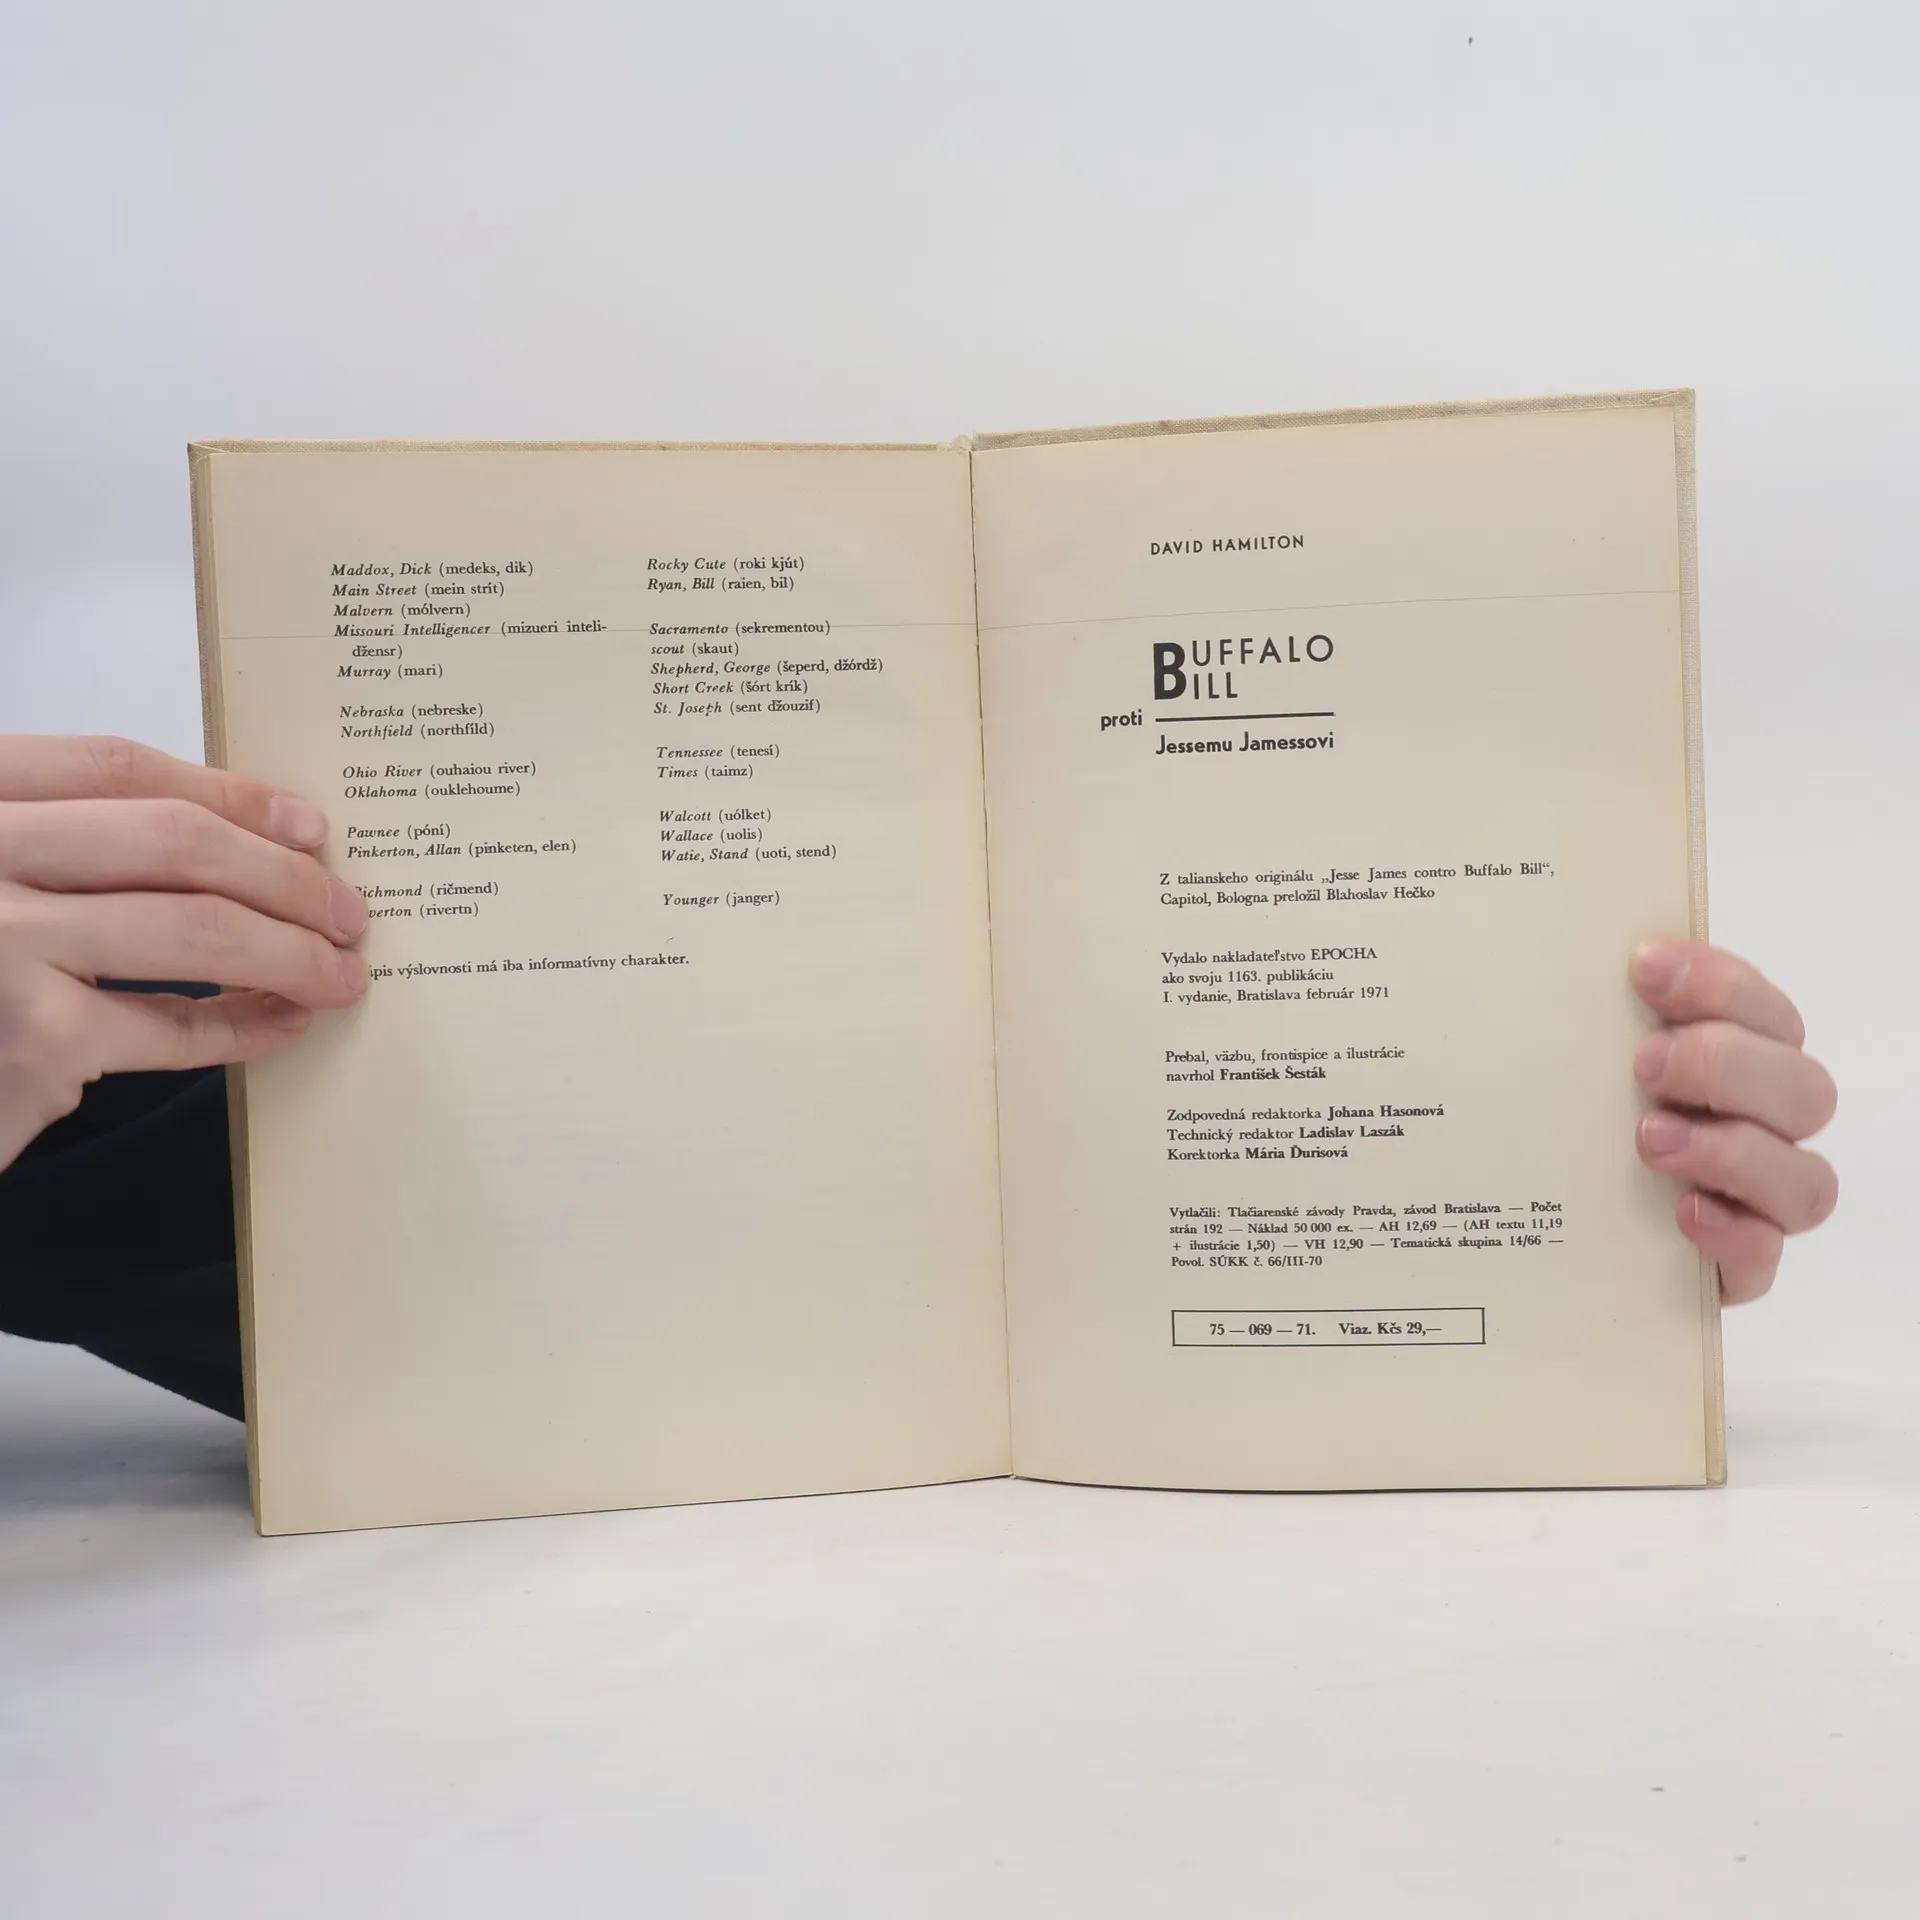 Maddox, Dick (medeks, dik)
Main Street (mein strít)
Malvern (mólvern)
Missouri Intelligencer (mizueri inteli-
džensr)
Murray (mari)
Nebraska (nebreske)
Northfield (northfíld)
Ohio River (ouhaiou river)
Oklahoma (ouklehoume)
Pawnee (póní)
Pinkerton, Allan (pinketen, elen)
(ričmend)
(rivertn)
výslovnosti má iba informatívny charakter.
Rocky Cute (roki kjút)
Ryan, Bill (raien, bil)
Sacramento (sekrementou)
scout (skaut)
Shepherd, George (šeperd, džórdž)
Short Creek (šórt krík)
St. Joseph (sent džouzif)
Tennessee (tenesí)
Times (taimz)
Walcott (uólket)
Wallace (uolis)
Watie, Stand (uoti, stend)
Younger (janger)
DAVID HAMILTON
BUFFALO
BILL
proti
Jessemu Jamessovi
Z talianskeho originálu „Jesse James contro Buffalo Bill“,
Capitol, Bologna preložil Blahoslav Hečko
Vydalo nakladateľstvo EPOCHA
ako svoju 1163. publikáciu
I. vydanie, Bratislava február 1971
Prebal, väzbu, frontispice a ilustrácie
navrhol František Šesták
Zodpovedná redaktorka Johana Hasonová
Technický redaktor Ladislav Laszák
Korektorka Mária Ďurisová
Vytlačili: Tlačiarenské závody Pravda, závod Bratislava — Počet
strán 192 — Náklad 50 000 ex. — AH 12,69 — (AH textu 11,19
+ ilustrácie 1,50) — VH 12,90 — Tematická skupina 14/66 —
Povol. SÚKK č. 66/III-70
75 — 069 — 71. Viaz. Kčs 29,—